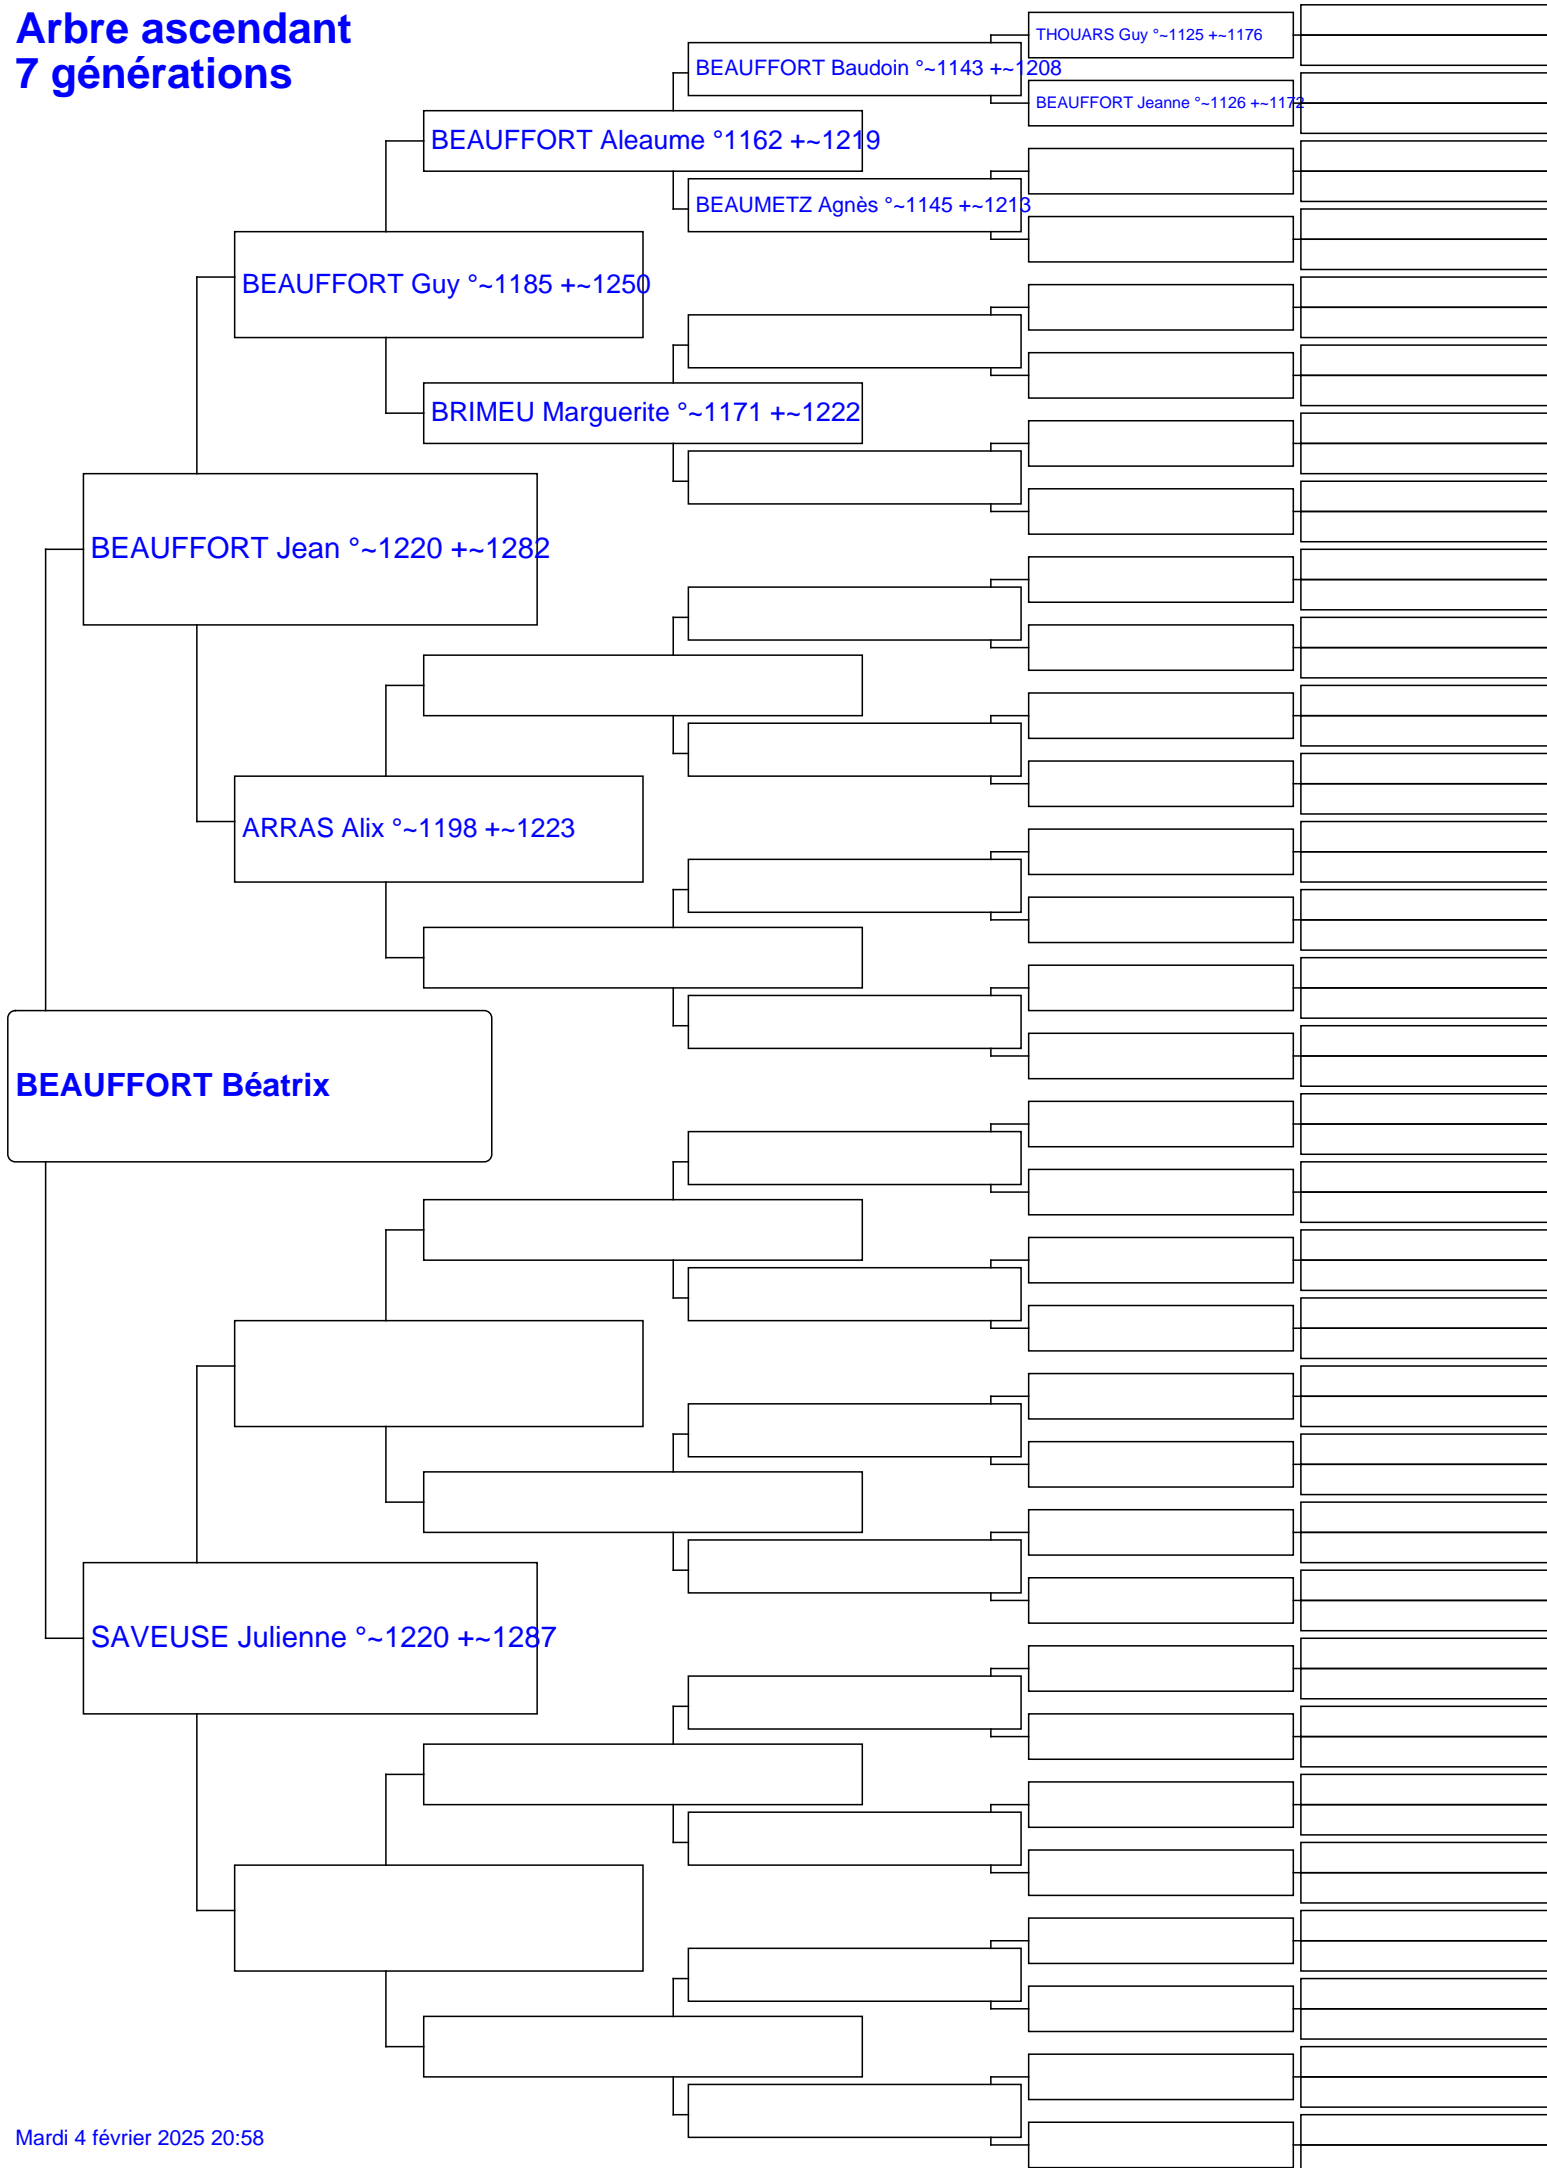 Arbre ascendant
7 générations
THOUARS Guy °~1125 +~1176
BEAUFFORT Baudoin °~1143 +~1208
BEAUFFORT Jeanne °~1126 +~1172
BEAUFFORT Aleaume °1162 +~1219
BEAUMETZ Agnès °~1145 +~1213
BEAUFFORT Guy °~1185 +~1250
BRIMEU Marguerite °~1171 +~1222
BEAUFFORT Jean °~1220 +~1282
ARRAS Alix °~1198 +~1223
BEAUFFORT Béatrix
SAVEUSE Julienne °~1220 +~1287
Mardi 4 février 2025 20:58